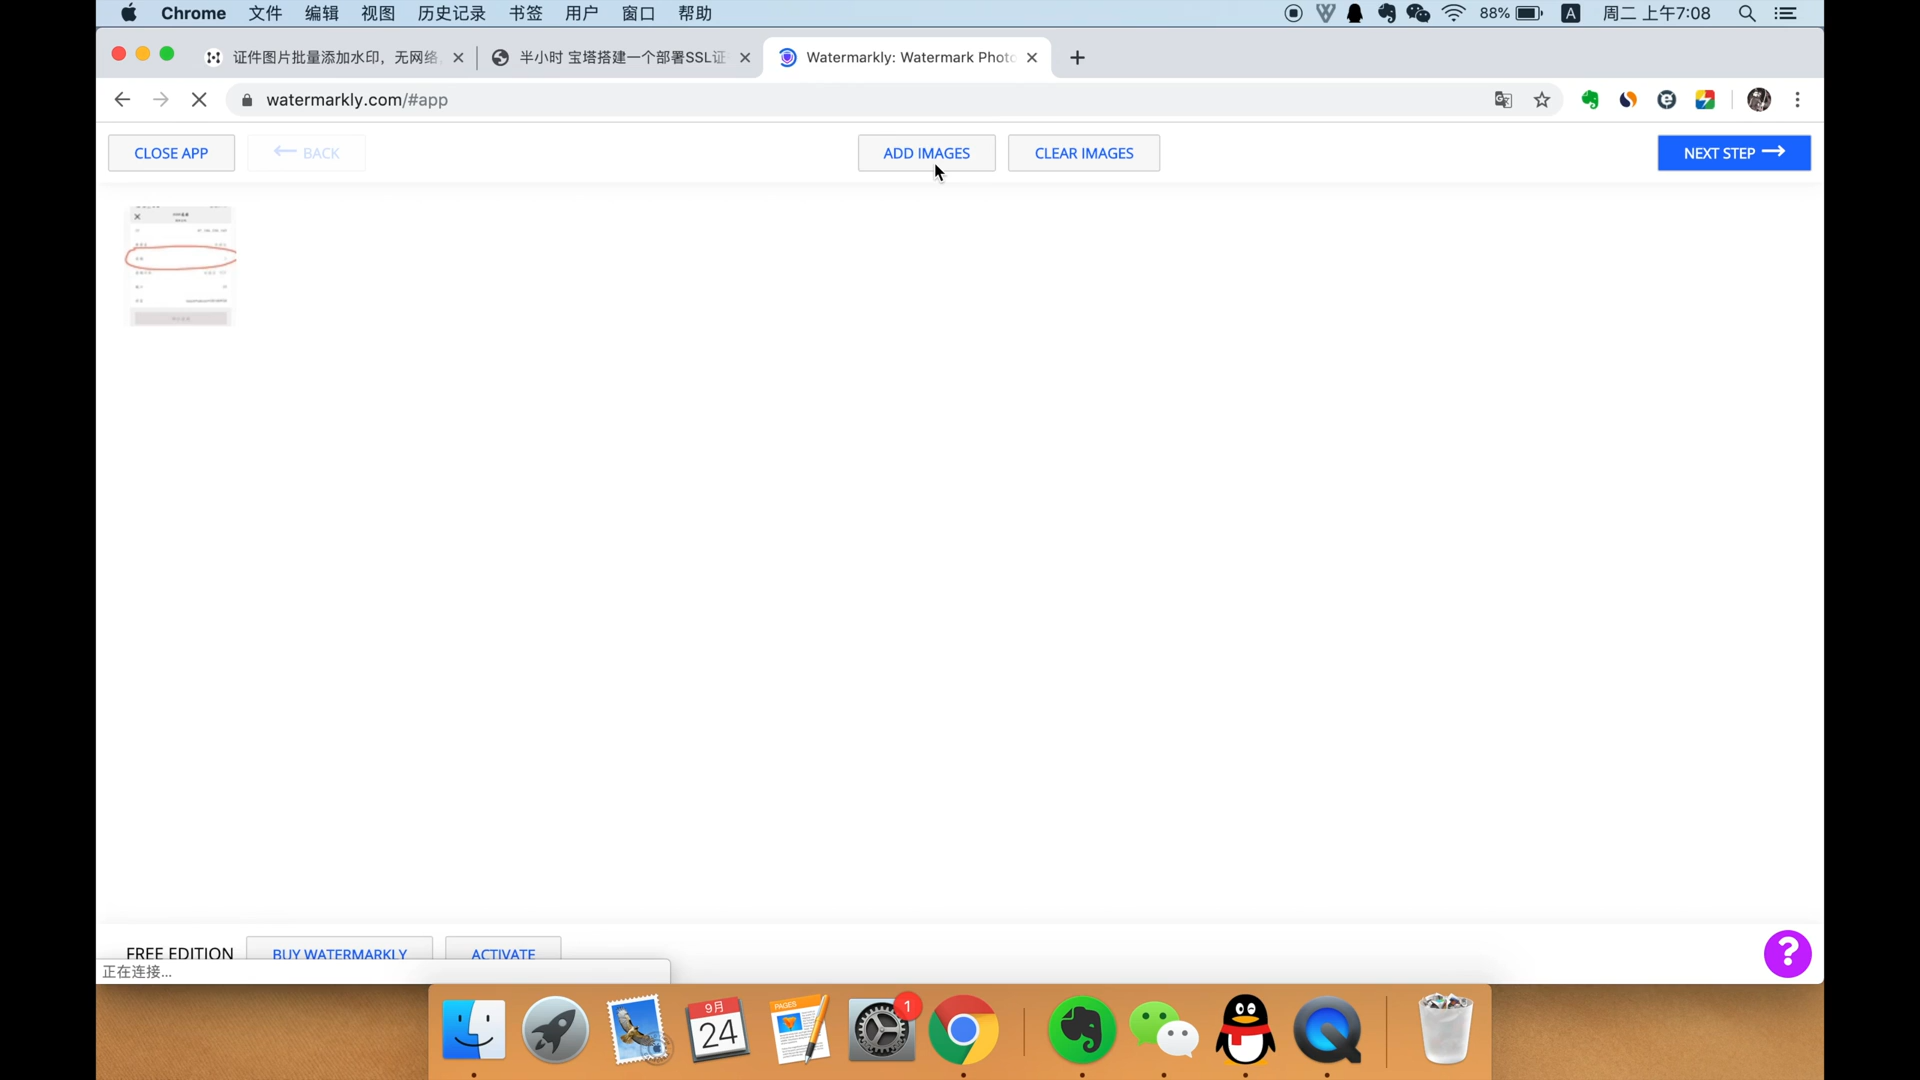 Chrome 文件 编辑 视图 历史记录 书签 用户 窗口 帮助 88% A 周二 上午7:08
证件图片批量添加水印，无网络 半小时 宝塔搭建一个部署SSL证 Watermarkly: Watermark Photo
watermarkly.com/#app
CLOSE APP BACK ADD IMAGES CLEAR IMAGES NEXT STEP
FREE EDITION BUY WATERMARKLY ACTIVATE ?
正在连接...
9月 PAGES 1
24